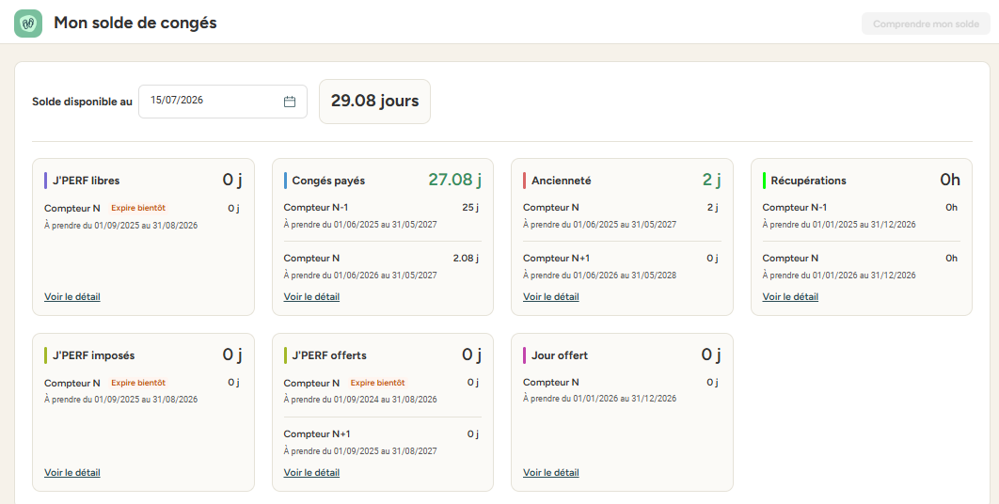 Mon solde de congés
Comprendre mon solde
Solde disponible au 15/07/2026 29.08 jours
J'PERF libres 0 j
Compteur N Expire bientôt 0 j
À prendre du 01/09/2025 au 31/08/2026
Voir le détail
Congés payés 27.08 j
Compteur N-1 25 j
À prendre du 01/06/2025 au 31/05/2027
Compteur N 2.08 j
À prendre du 01/06/2026 au 31/05/2027
Voir le détail
Ancienneté 2 j
Compteur N 2 j
À prendre du 01/06/2025 au 31/05/2027
Compteur N+1 0 j
À prendre du 01/06/2026 au 31/05/2028
Voir le détail
Récupérations 0h
Compteur N-1 0h
À prendre du 01/01/2025 au 31/12/2026
Compteur N 0h
À prendre du 01/01/2026 au 31/12/2026
Voir le détail
J'PERF imposés 0 j
Compteur N Expire bientôt 0 j
À prendre du 01/09/2025 au 31/08/2026
Voir le détail
J'PERF offerts 0 j
Compteur N Expire bientôt 0 j
À prendre du 01/09/2024 au 31/08/2026
Compteur N+1 0 j
À prendre du 01/09/2025 au 31/08/2027
Voir le détail
Jour offert 0 j
Compteur N 0 j
À prendre du 01/01/2026 au 31/12/2026
Voir le détail